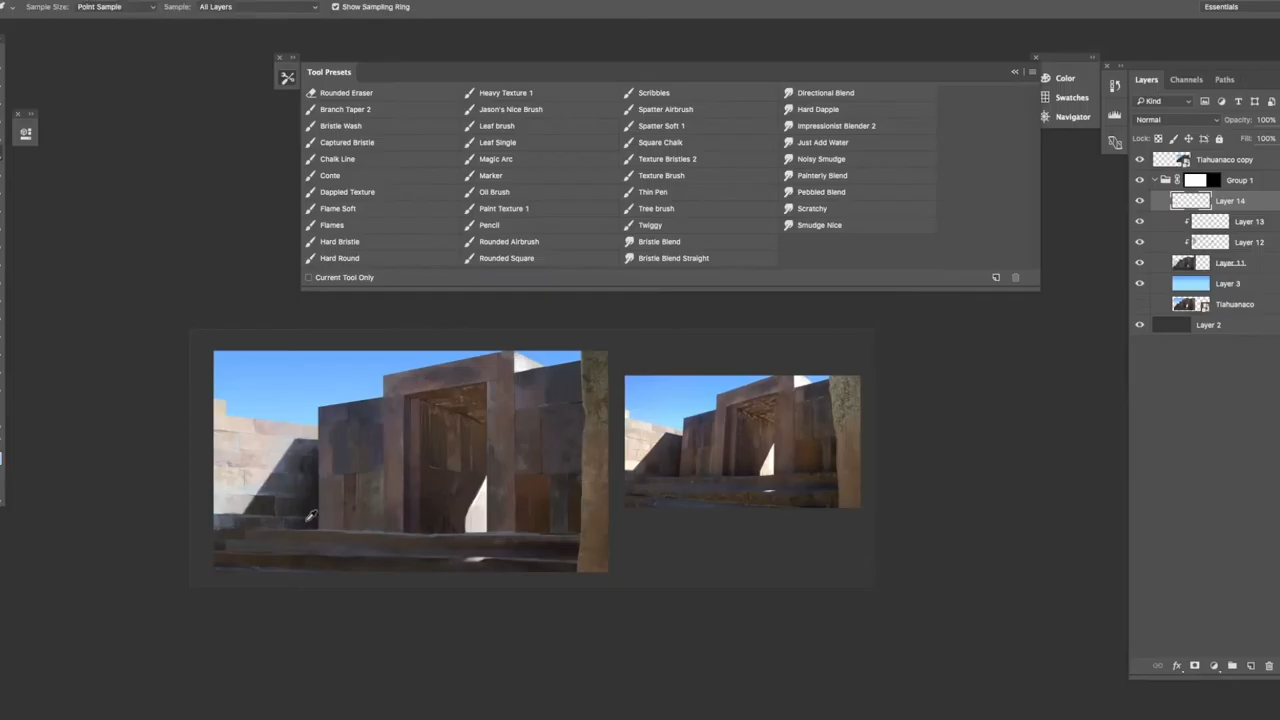 Sample Size: Point Sample Sample: All Layers Show Sampling Ring Essentials
Tool Presets
Rounded Eraser Heavy Texture 1 Scribbles Directional Blend
Branch Taper 2 Jason's Nice Brush Spatter Airbrush Hard Dapple
Bristle Wash Leaf brush Spatter Soft 1 Impressionist Blender 2
Captured Bristle Leaf Single Square Chalk Just Add Water
Chalk Line Magic Arc Texture Bristles 2 Noisy Smudge
Conte Marker Texture Brush Painterly Blend
Dappled Texture Oil Brush Thin Pen Pebbled Blend
Flame Soft Paint Texture 1 Tree brush Scratchy
Flames Pencil Twiggy Smudge Nice
Hard Bristle Rounded Airbrush Bristle Blend
Hard Round Rounded Square Bristle Blend Straight
Current Tool Only
Color
Swatches
Navigator
Layers Channels Paths
Kind
Normal Opacity: 100%
Lock: Fill: 100%
Tiahuanaco copy
Group 1
Layer 14
Layer 13
Layer 12
Layer 11
Layer 3
Tiahuanaco
Layer 2